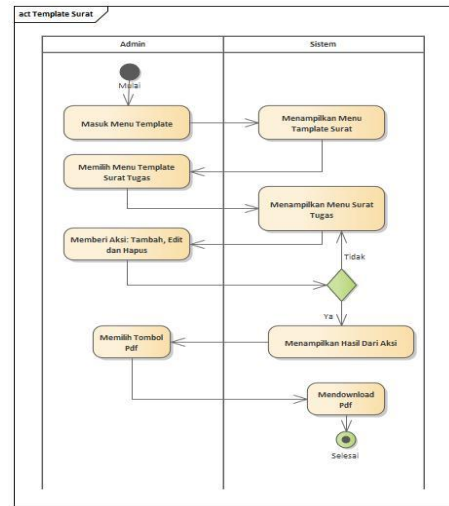 act Template Surat
Admin
Sistem
Mulai
Masuk Menu Template
Menampilkan Menu
Tamplate Surat
Memilih Menu Template
Surat Tugas
Menampilkan Menu Surat
Tugas
Memberi Aksi: Tambah, Edit
dan Hapus
Tidak
Ya
Menampilkan Hasil Dari Aksi
Memilih Tombol
Pdf
Mendownload
Pdf
Selesai